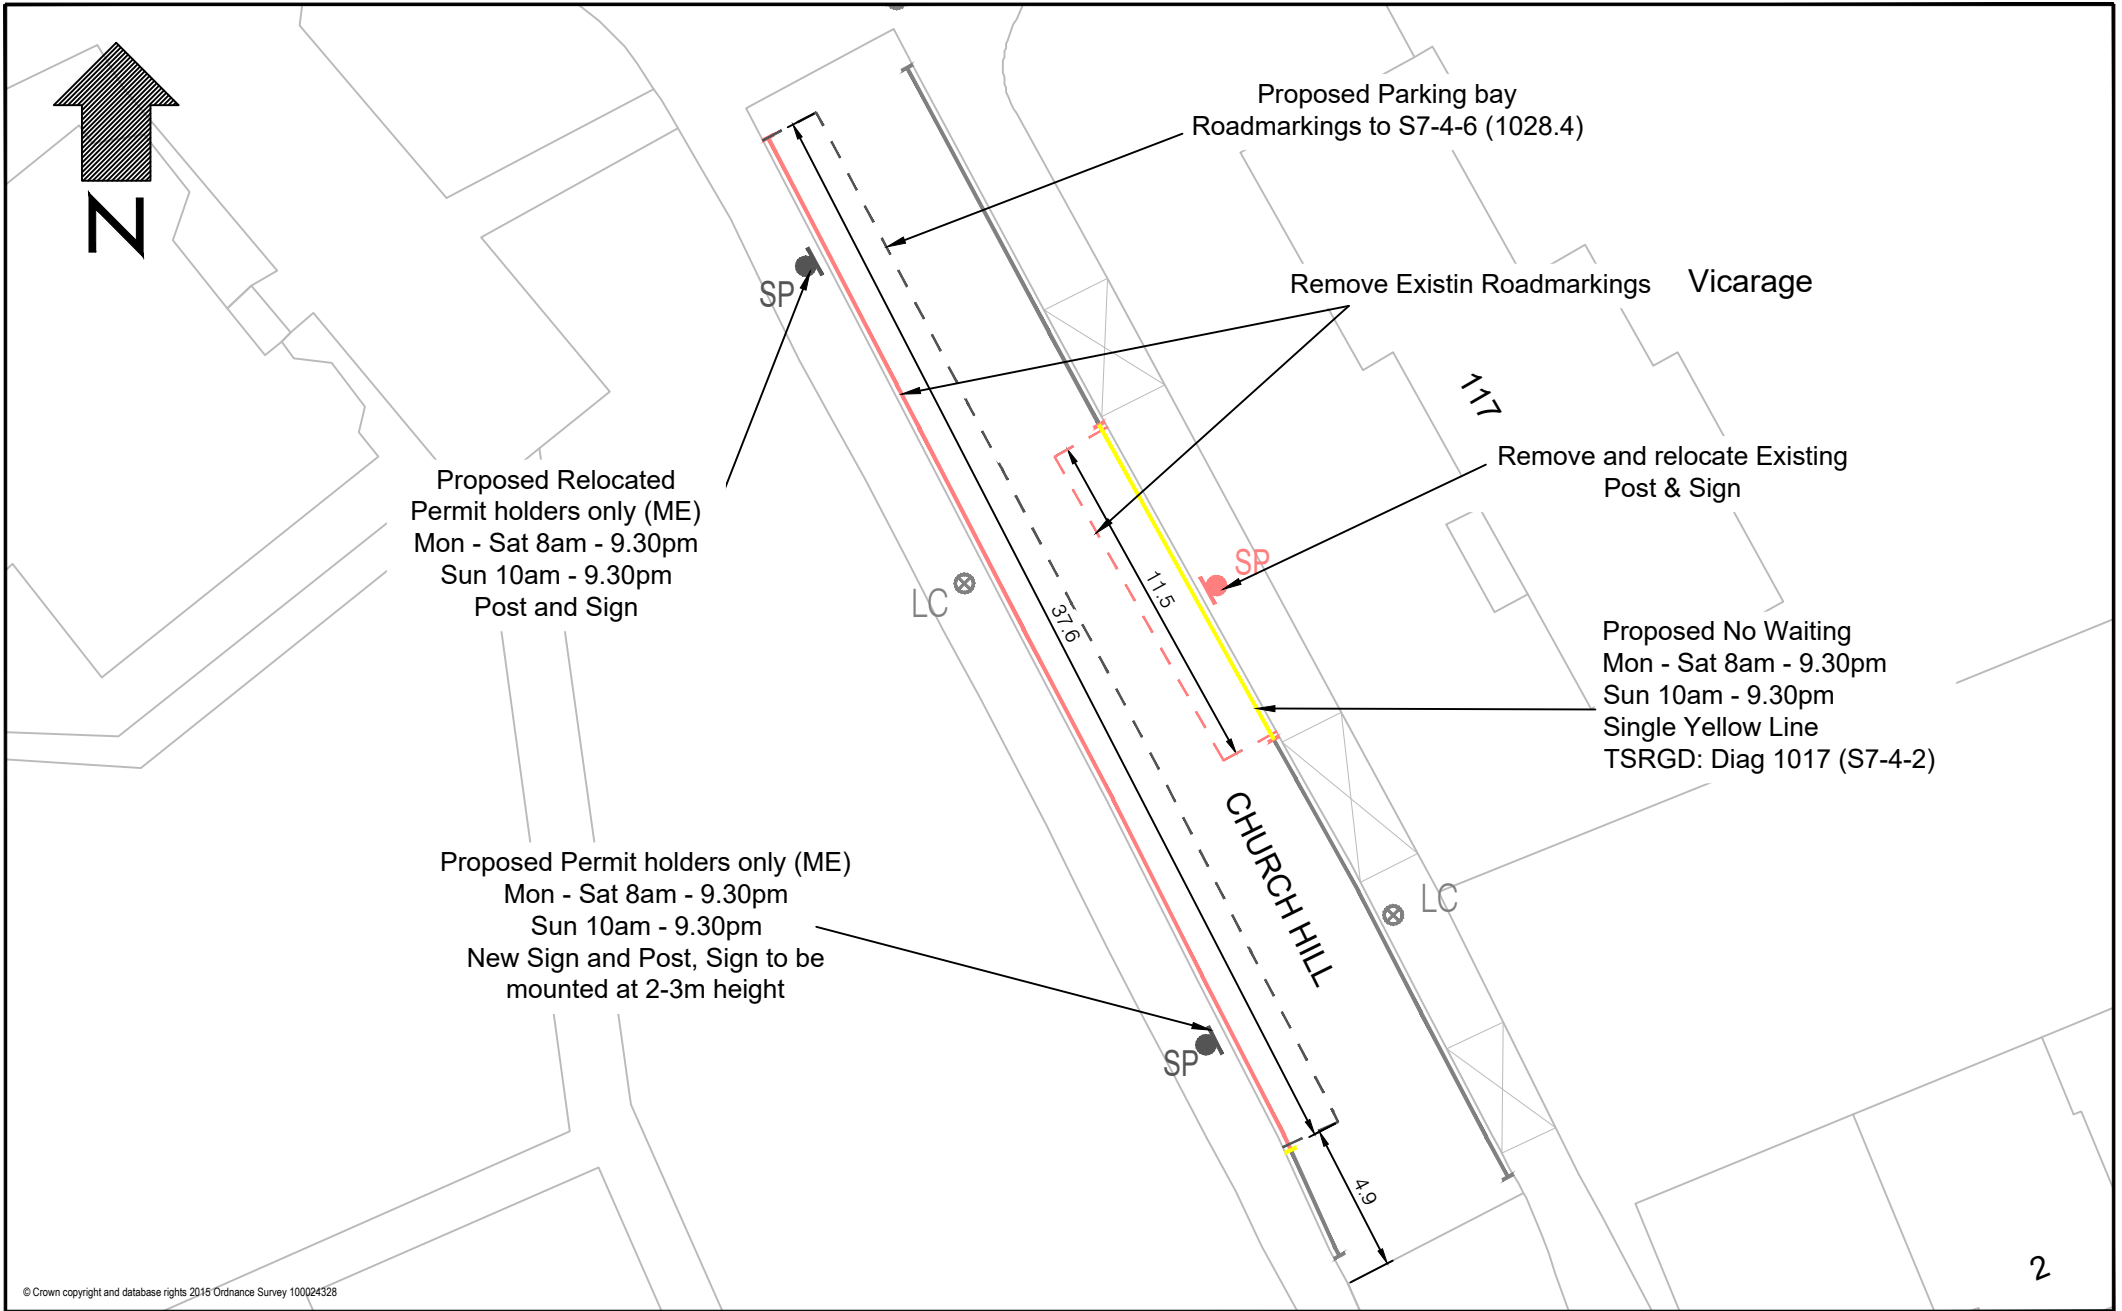 N
Proposed Parking bay
Roadmarkings to S7-4-6 (1028.4)
Remove Existin Roadmarkings
Vicarage
SP
117
Remove and relocate Existing
Post & Sign
Proposed Relocated
Permit holders only (ME)
Mon - Sat 8am - 9.30pm
Sun 10am - 9.30pm
Post and Sign
SP
LC
11.5
37.6
Proposed No Waiting
Mon - Sat 8am - 9.30pm
Sun 10am - 9.30pm
Single Yellow Line
TSRGD: Diag 1017 (S7-4-2)
CHURCH HILL
Proposed Permit holders only (ME)
Mon - Sat 8am - 9.30pm
Sun 10am - 9.30pm
New Sign and Post, Sign to be
mounted at 2-3m height
LC
SP
4.9
2
© Crown copyright and database rights 2015 Ordnance Survey 100024328